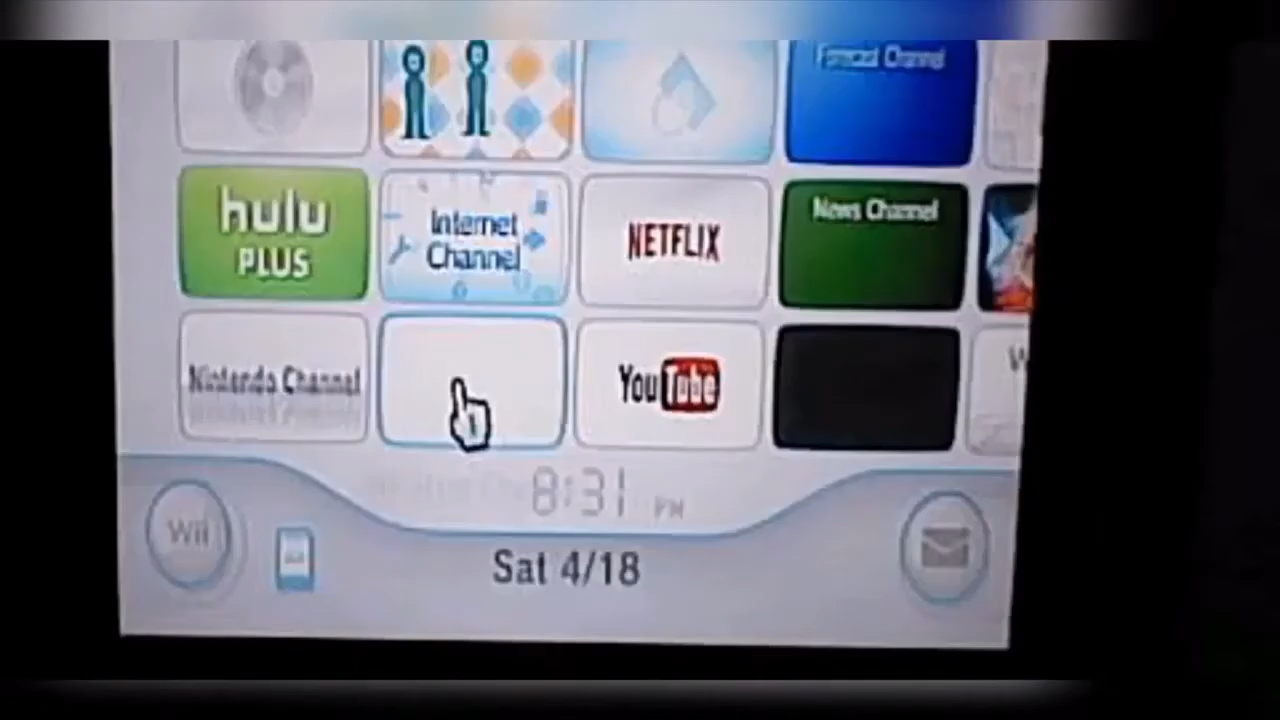 Forecast Channel
hulu
PLUS
Internet
Channel
NETFLIX
News Channel
Nintendo Channel
YouTube
W
8:31 PM
Wii
Sat 4/18